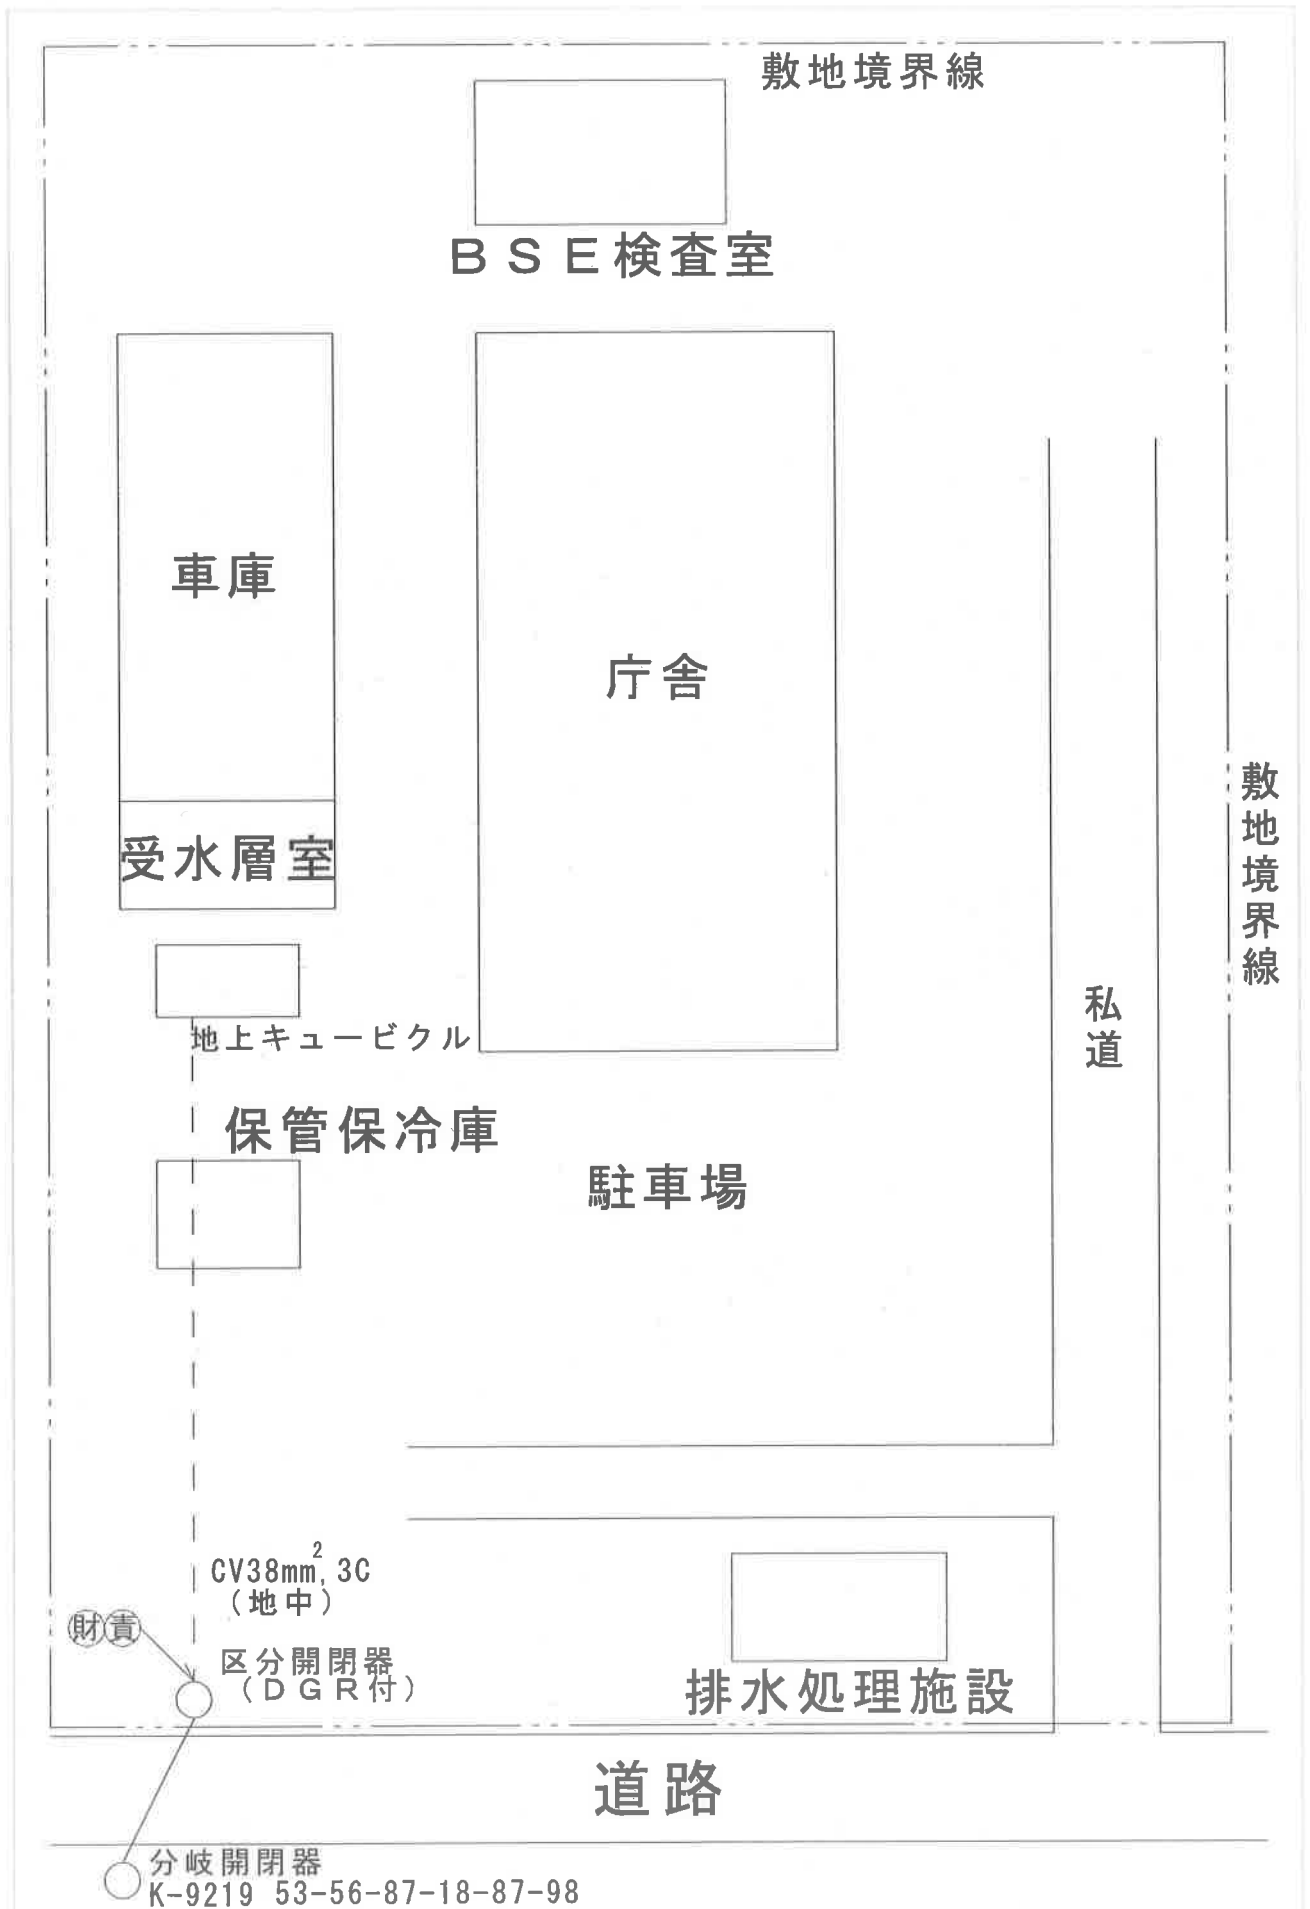 敷地境界線
BSE検査室
車庫
庁舎
受水層室
敷地境界線
私道
地上キュービクル
保管保冷庫
駐車場
CV38mm², 3C
(地中)
財責
区分開閉器
(DGR付)
排水処理施設
道路
分岐開閉器
K-9219 53-56-87-18-87-98